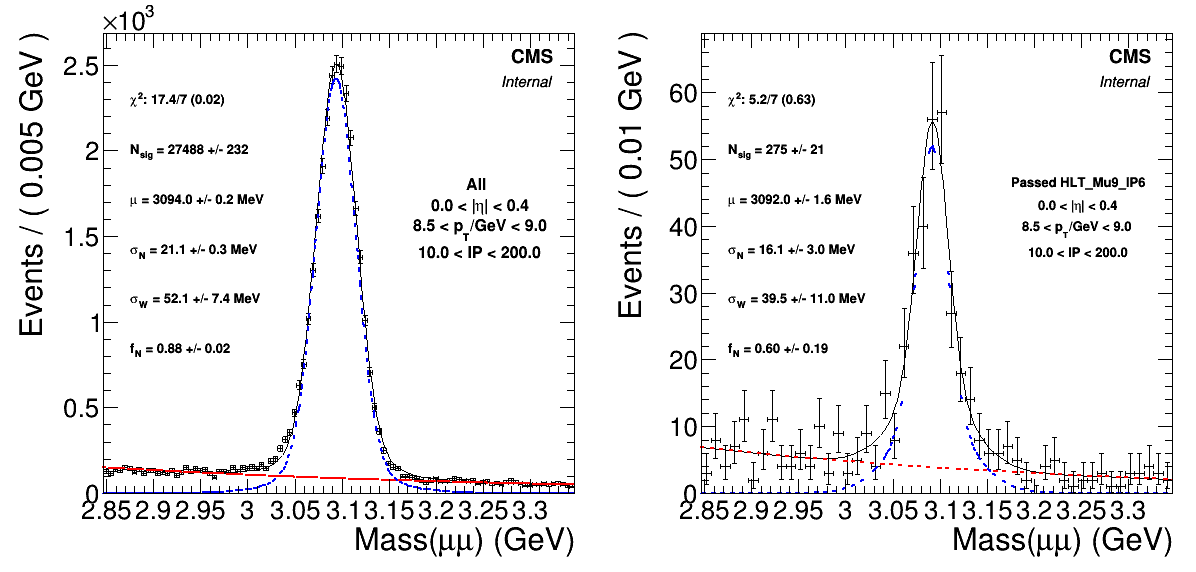 ×10³
Events / ( 0.005 GeV )
2.5
2
1.5
1
0.5
0
CMS
Internal
χ²: 17.4/7 (0.02)
N_sig = 27488 +/- 232
μ = 3094.0 +/- 0.2 MeV
σ_N = 21.1 +/- 0.3 MeV
σ_W = 52.1 +/- 7.4 MeV
f_N = 0.88 +/- 0.02
All
0.0 < |η| < 0.4
8.5 < p_T/GeV < 9.0
10.0 < IP < 200.0
2.85 2.9 2.95 3 3.05 3.1 3.15 3.2 3.25 3.3
Mass(μμ) (GeV)
Events / ( 0.01 GeV )
60
50
40
30
20
10
0
CMS
Internal
χ²: 5.2/7 (0.63)
N_sig = 275 +/- 21
μ = 3092.0 +/- 1.6 MeV
σ_N = 16.1 +/- 3.0 MeV
σ_W = 39.5 +/- 11.0 MeV
f_N = 0.60 +/- 0.19
Passed HLT_Mu9_IP6
0.0 < |η| < 0.4
8.5 < p_T/GeV < 9.0
10.0 < IP < 200.0
2.85 2.9 2.95 3 3.05 3.1 3.15 3.2 3.25 3.3
Mass(μμ) (GeV)